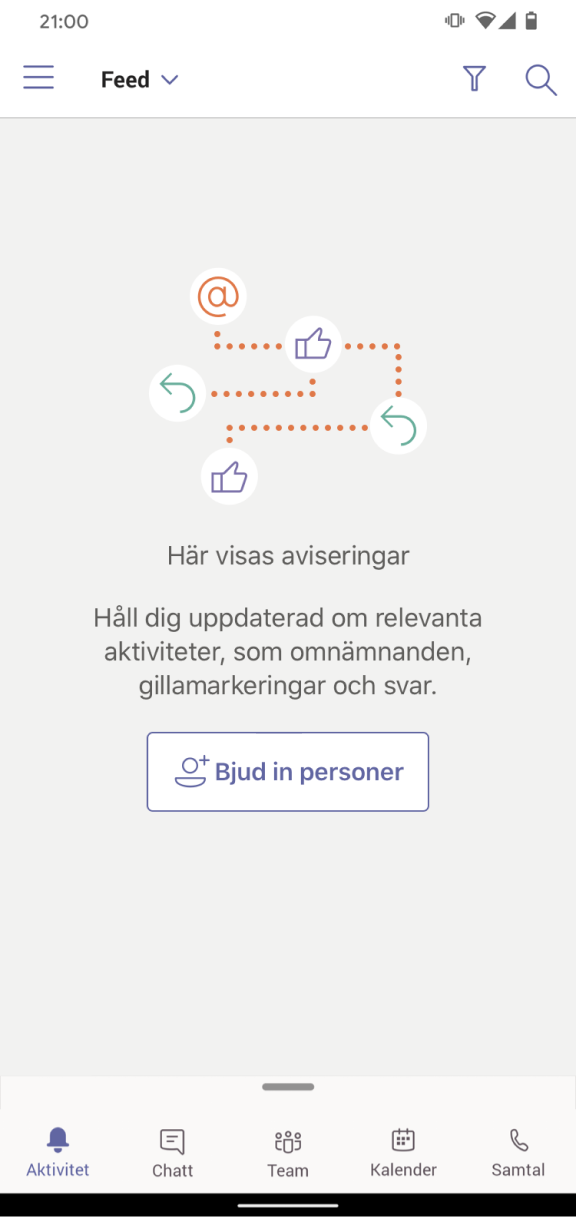 21:00
Feed
@
Här visas aviseringar
Håll dig uppdaterad om relevanta
aktiviteter, som omnämnanden,
gillamarkeringar och svar.
Bjud in personer
Aktivitet Chatt Team Kalender Samtal